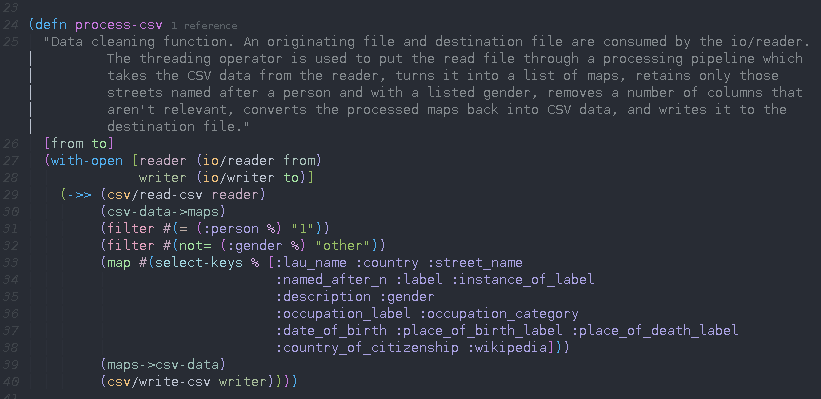 23
24 (defn process-csv 1 reference
25 "Data cleaning function. An originating file and destination file are consumed by the io/reader.
The threading operator is used to put the read file through a processing pipeline which
takes the CSV data from the reader, turns it into a list of maps, retains only those
streets named after a person and with a listed gender, removes a number of columns that
aren't relevant, converts the processed maps back into CSV data, and writes it to the
destination file."
26 [from to]
27 (with-open [reader (io/reader from)
28 writer (io/writer to)]
29 (->> (csv/read-csv reader)
30 (csv-data->maps)
31 (filter #(= (:person %) "1"))
32 (filter #(not= (:gender %) "other"))
33 (map #(select-keys % [:lau_name :country :street_name
34 :named_after_n :label :instance_of_label
35 :description :gender
36 :occupation_label :occupation_category
37 :date_of_birth :place_of_birth_label :place_of_death_label
38 :country_of_citizenship :wikipedia]))
39 (maps->csv-data)
40 (csv/write-csv writer))))
41